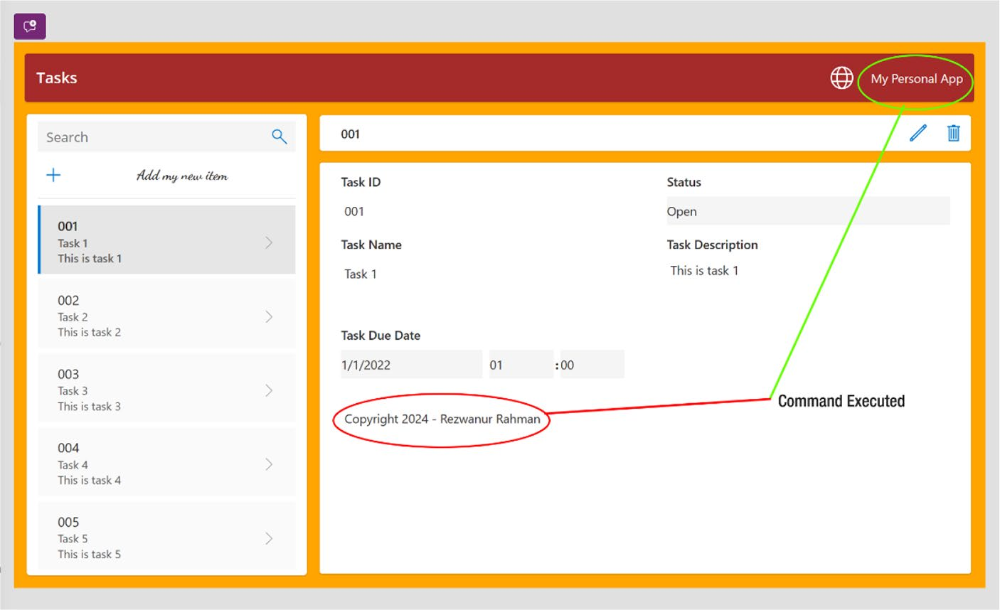 Tasks
My Personal App
Search
Add my new item
001
Task 1
This is task 1
002
Task 2
This is task 2
003
Task 3
This is task 3
004
Task 4
This is task 4
005
Task 5
This is task 5
001
Task ID
001
Status
Open
Task Name
Task 1
Task Description
This is task 1
Task Due Date
1/1/2022 01 :00
Copyright 2024 - Rezwanur Rahman
Command Executed